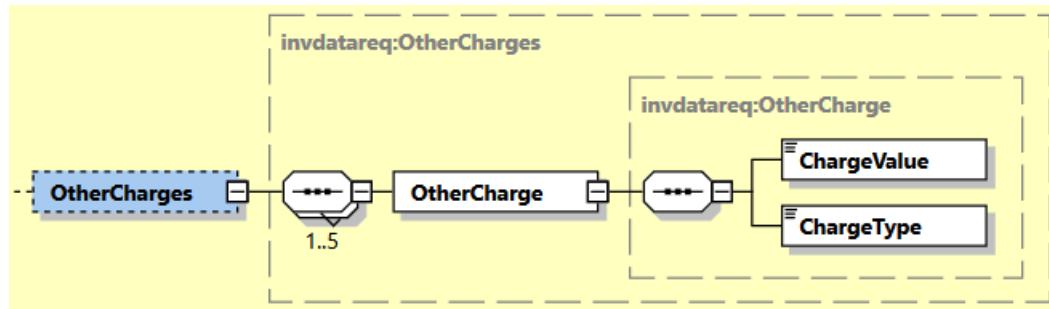 invdatareq:OtherCharges
invdatareq:OtherCharge
OtherCharges
1..5
OtherCharge
ChargeValue
ChargeType